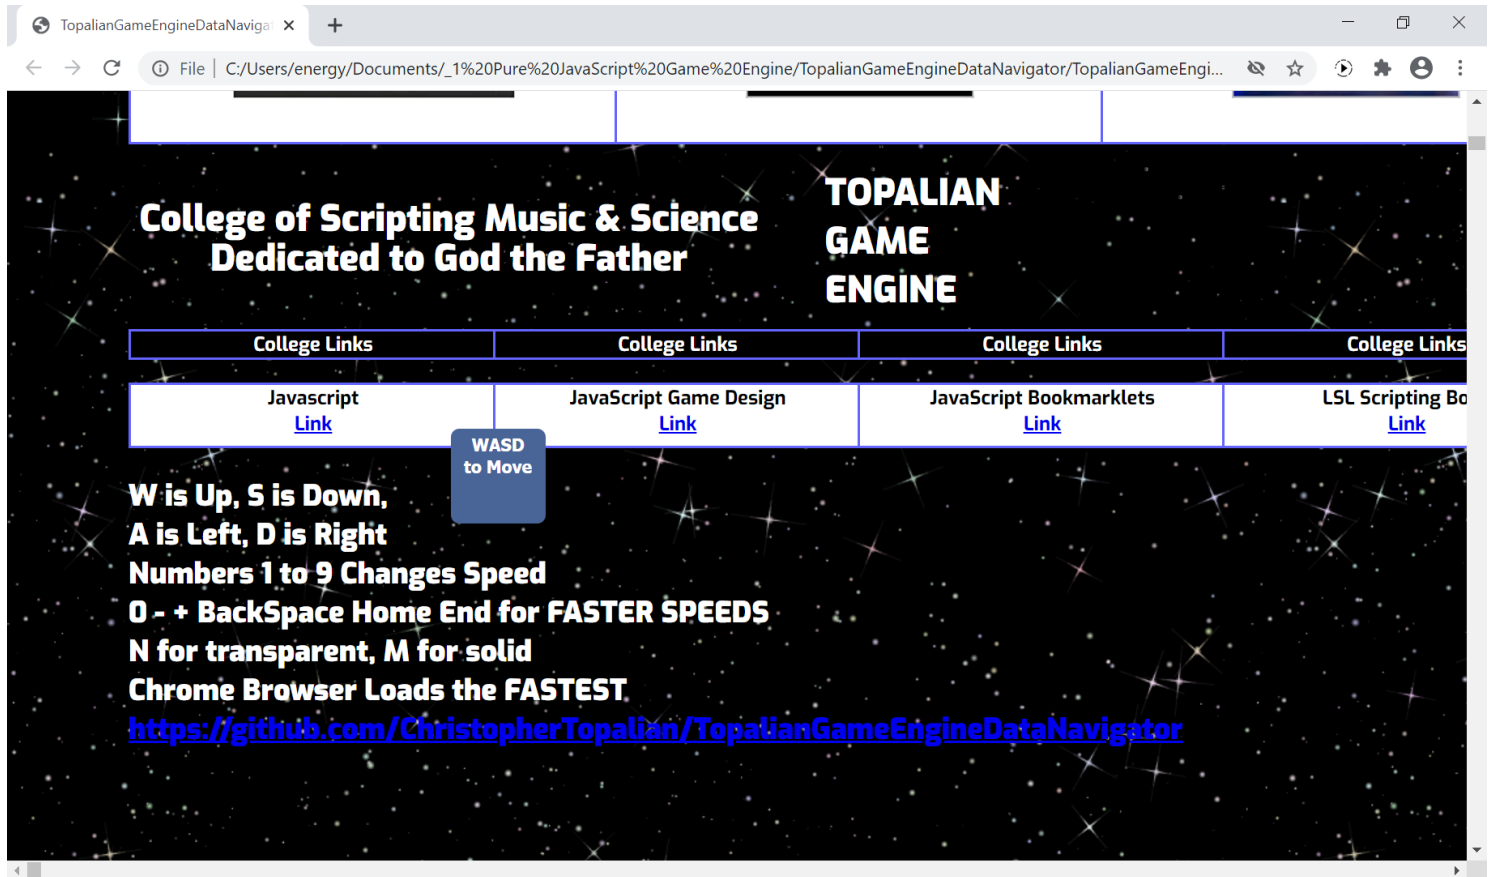 TopalianGameEngineDataNaviga
File
C:/Users/energy/Documents/_1%20Pure%20JavaScript%20Game%20Engine/TopalianGameEngineDataNavigator/TopalianGameEngi...
College of Scripting Music & Science
Dedicated to God the Father
TOPALIAN
GAME
ENGINE
College Links
College Links
College Links
College Links
Javascript
Link
JavaScript Game Design
Link
JavaScript Bookmarklets
Link
LSL Scripting Bo
Link
WASD
to Move
W is Up, S is Down,
A is Left, D is Right
Numbers 1 to 9 Changes Speed
0 - + BackSpace Home End for FASTER SPEEDS
N for transparent, M for solid
Chrome Browser Loads the FASTEST
https://github.com/ChristopherTopalian/TopalianGameEngineDataNavigator